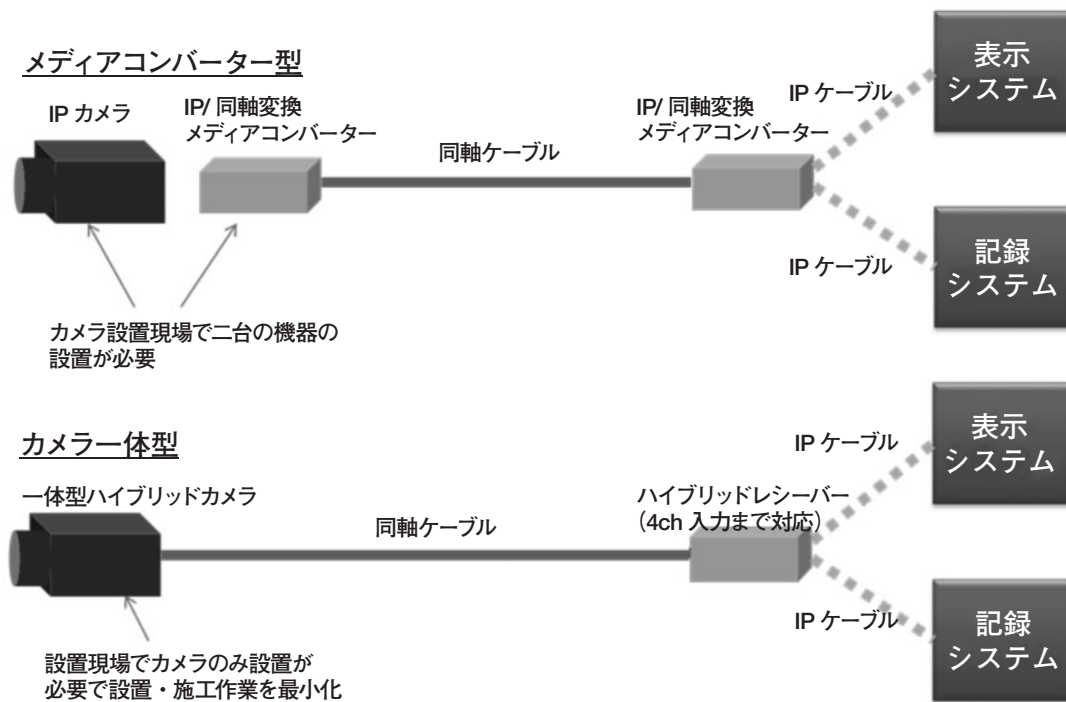 メディアコンバーター型
IP カメラ
IP/ 同軸変換
メディアコンバーター
同軸ケーブル
IP/ 同軸変換
メディアコンバーター
IP ケーブル
表示
システム
IP ケーブル
記録
システム
カメラ設置現場で二台の機器の
設置が必要
カメラ一体型
一体型ハイブリッドカメラ
同軸ケーブル
ハイブリッドレシーバー
（4ch 入力まで対応）
IP ケーブル
表示
システム
IP ケーブル
記録
システム
設置現場でカメラのみ設置が
必要で設置・施工作業を最小化